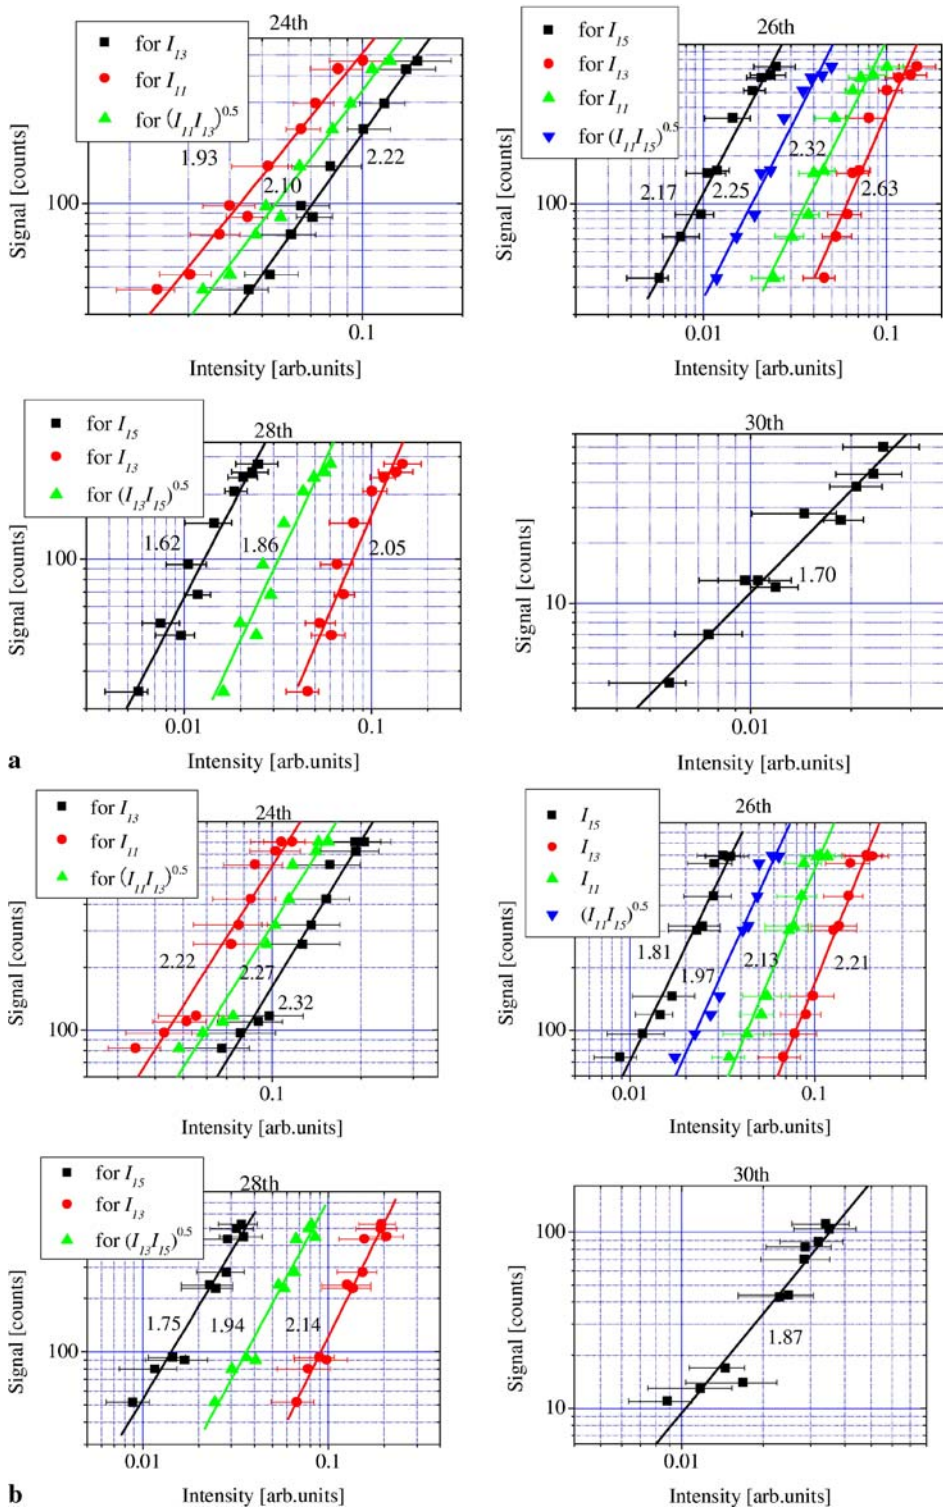 24th
for I₁₃
for I₁₁
for (I₁₁I₁₃)^0.5
1.93
2.10
2.22
100
0.1
Signal [counts]
Intensity [arb.units]
26th
for I₁₅
for I₁₃
for I₁₁
for (I₁₁I₁₅)^0.5
2.17
2.25
2.32
2.63
100
0.01
0.1
Signal [counts]
Intensity [arb.units]
28th
for I₁₅
for I₁₃
for (I₁₃I₁₅)^0.5
1.62
1.86
2.05
100
0.01
0.1
Signal [counts]
Intensity [arb.units]
30th
1.70
10
0.01
Signal [counts]
Intensity [arb.units]
a
24th
for I₁₃
for I₁₁
for (I₁₁I₁₃)^0.5
2.22
2.27
2.32
100
0.1
Signal [counts]
Intensity [arb.units]
26th
I₁₅
I₁₃
I₁₁
(I₁₁I₁₅)^0.5
1.81
1.97
2.13
2.21
100
0.01
0.1
Signal [counts]
Intensity [arb.units]
28th
for I₁₅
for I₁₃
for (I₁₃I₁₅)^0.5
1.75
1.94
2.14
100
0.01
0.1
Signal [counts]
Intensity [arb.units]
30th
1.87
100
10
0.01
Signal [counts]
Intensity [arb.units]
b